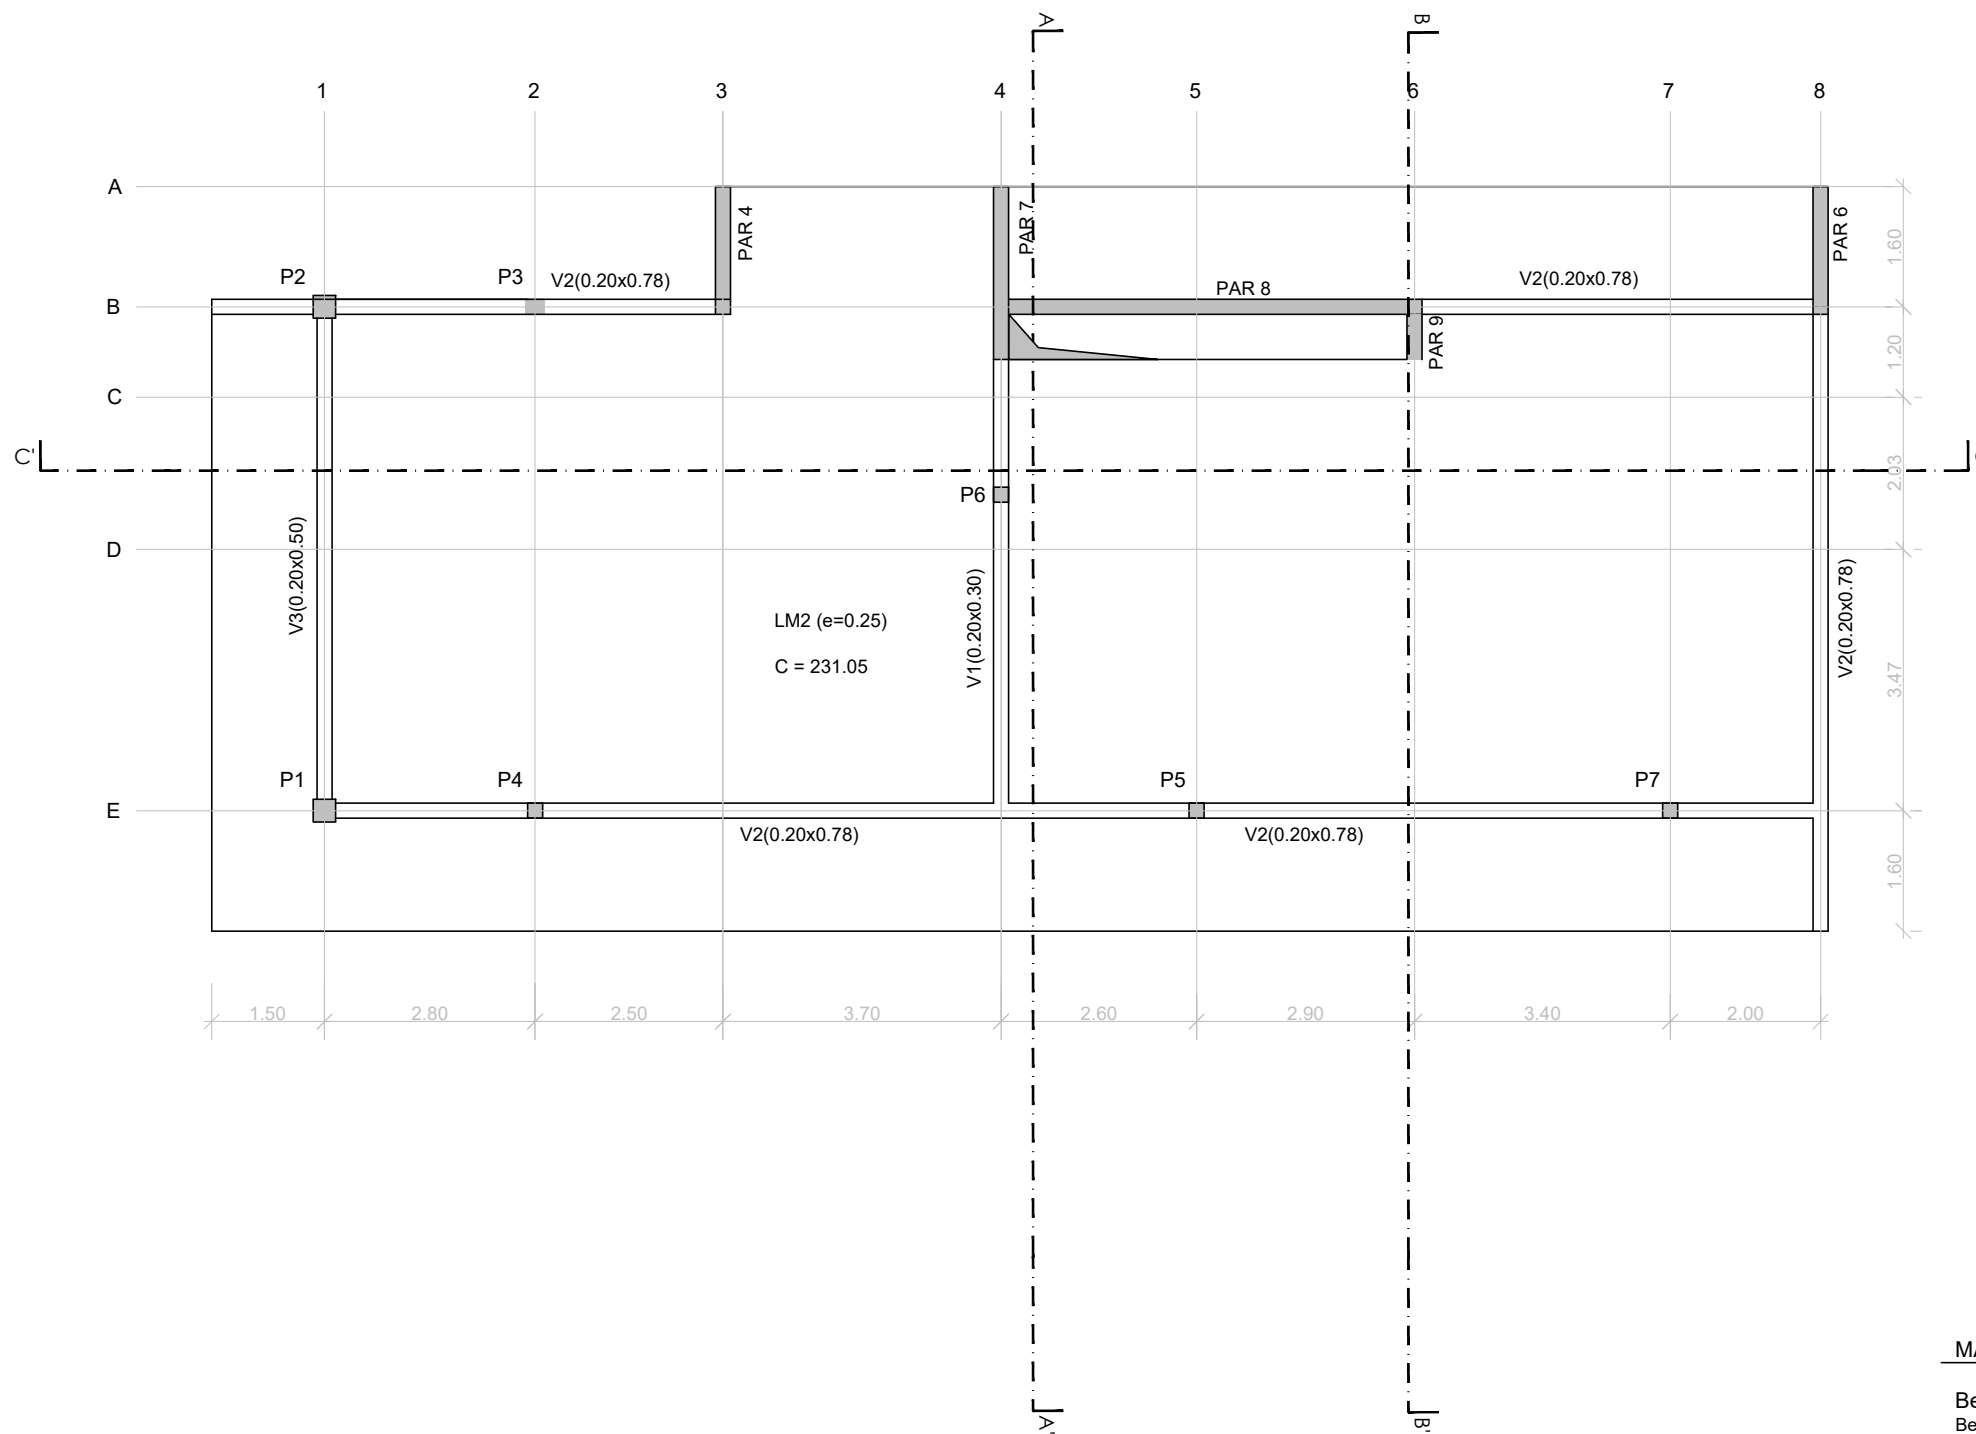 A
B
1
2
3
4
5
6
7
8
A
PAR 4
PAR 7
PAR 6
1.60
P2
P3
V2(0.20x0.78)
V2(0.20x0.78)
B
PAR 8
PAR 9
1.20
C
C'
2.03
P6
D
V3(0.20x0.50)
V1(0.20x0.30)
V2(0.20x0.78)
LM2 (e=0.25)
C = 231.05
3.47
P1
P4
P5
P7
E
V2(0.20x0.78)
V2(0.20x0.78)
1.60
1.50
2.80
2.50
3.70
2.60
2.90
3.40
2.00
A'
B'